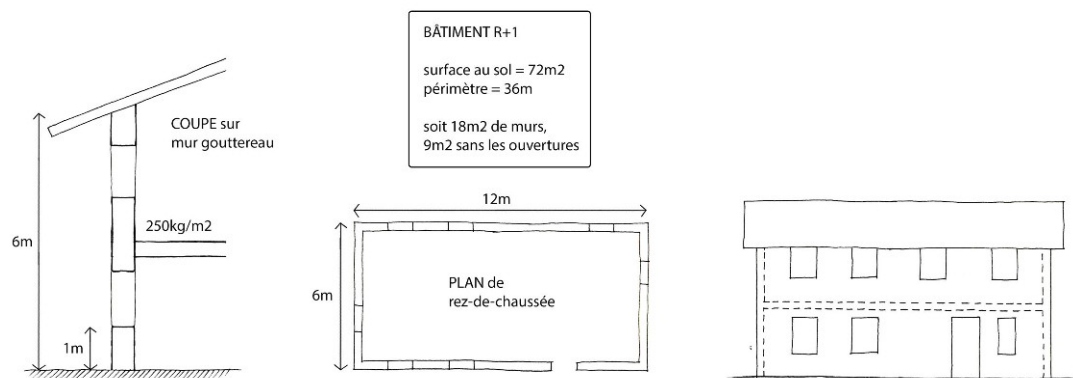 BÂTIMENT R+1
surface au sol = 72m2
périmètre = 36m
soit 18m2 de murs,
9m2 sans les ouvertures
COUPE sur
mur gouttereau
250kg/m2
6m
1m
12m
6m
PLAN de
rez-de-chaussée